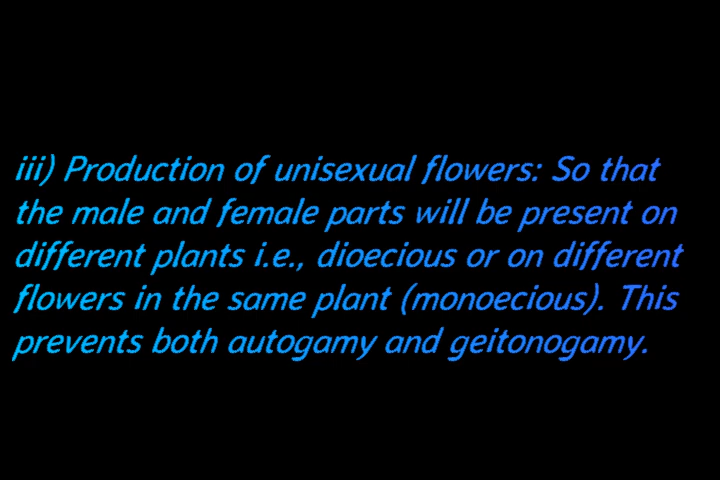 iii) Production of unisexual flowers: So that
the male and female parts will be present on
different plants i.e., dioecious or on different
flowers in the same plant (monoecious). This
prevents both autogamy and geitonogamy.